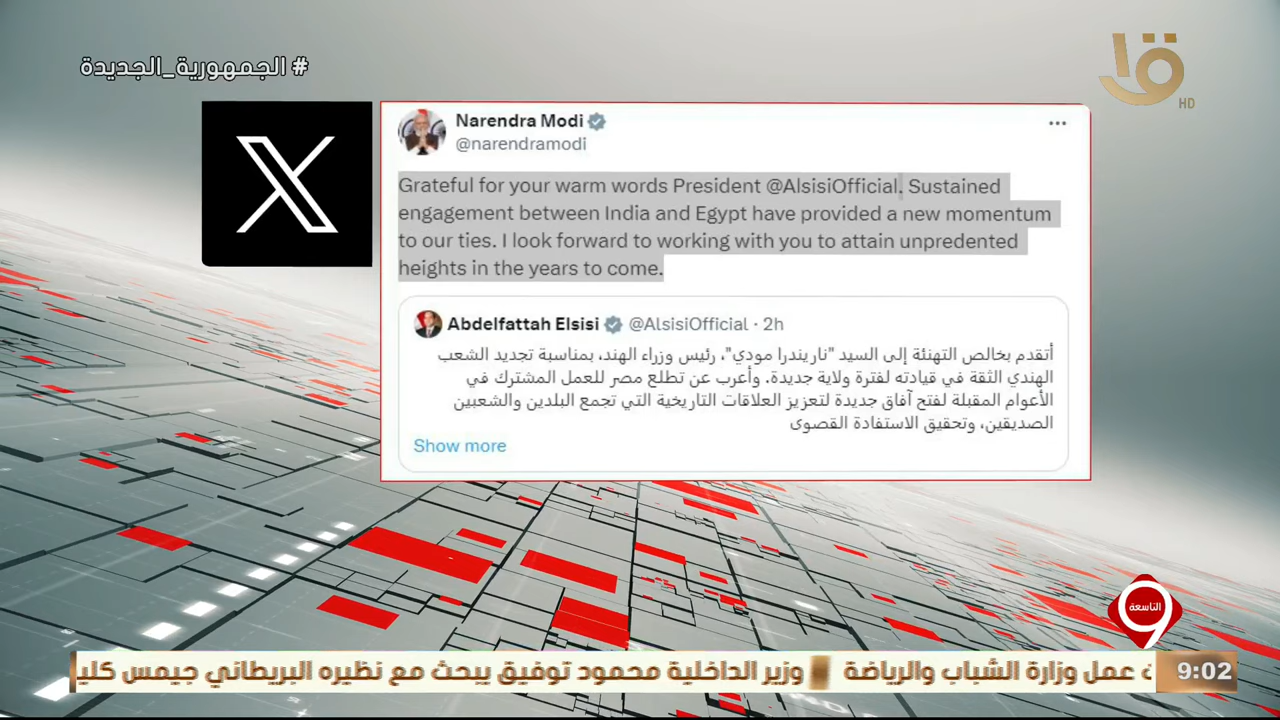 # الجمهورية_الجديدة
HD
Narendra Modi
@narendramodi
Grateful for your warm words President @AlsisiOfficial. Sustained
engagement between India and Egypt have provided a new momentum
to our ties. I look forward to working with you to attain unpredented
heights in the years to come.
Abdelfattah Elsisi @AlsisiOfficial · 2h
أتقدم بخالص التهنئة إلى السيد "ناريندرا مودي"، رئيس وزراء الهند، بمناسبة تجديد الشعب
الهندي الثقة في قيادته لفترة ولاية جديدة. وأعرب عن تطلع مصر للعمل المشترك في
الأعوام المقبلة لفتح آفاق جديدة لتعزيز العلاقات التاريخية التي تجمع البلدين والشعبين
الصديقين، وتحقيق الاستفادة القصوى
Show more
التاسعة
9
عمل وزارة الشباب والرياضة وزير الداخلية محمود توفيق يبحث مع نظيره البريطاني جيمس
9:02